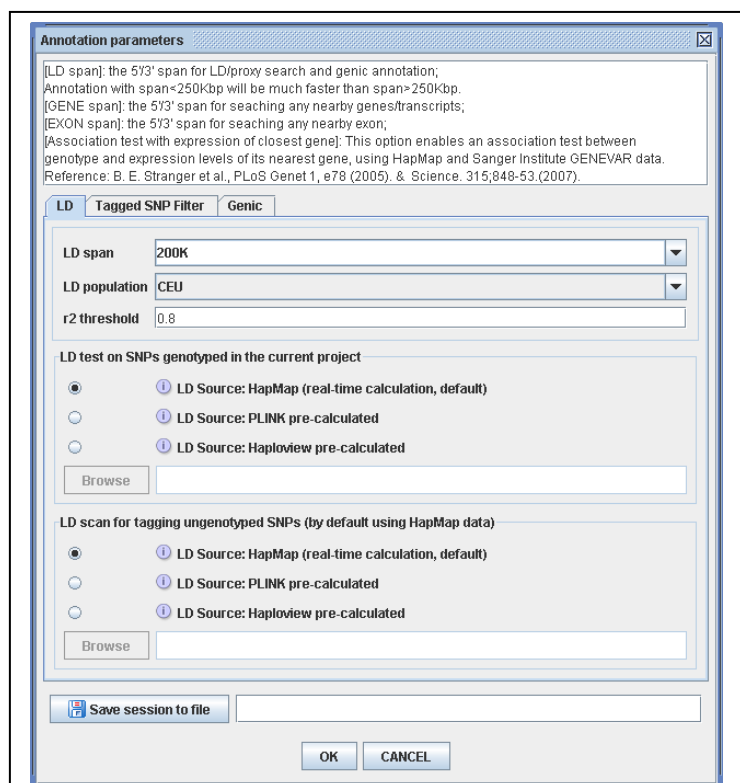 Annotation parameters
[LD span]: the 5'/3' span for LD/proxy search and genic annotation;
Annotation with span<250Kbp will be much faster than span>250Kbp.
[GENE span]: the 5'/3' span for seaching any nearby genes/transcripts;
[EXON span]: the 5'/3' span for seaching any nearby exon;
[Association test with expression of closest gene]: This option enables an association test between
genotype and expression levels of its nearest gene, using HapMap and Sanger Institute GENEVAR data.
Reference: B. E. Stranger et al., PLoS Genet 1, e78 (2005). & Science. 315;848-53.(2007).
LD Tagged SNP Filter Genic
LD span 200K
LD population CEU
r2 threshold 0.8
LD test on SNPs genotyped in the current project
LD Source: HapMap (real-time calculation, default)
LD Source: PLINK pre-calculated
LD Source: Haploview pre-calculated
Browse
LD scan for tagging ungenotyped SNPs (by default using HapMap data)
LD Source: HapMap (real-time calculation, default)
LD Source: PLINK pre-calculated
LD Source: Haploview pre-calculated
Browse
Save session to file
OK CANCEL